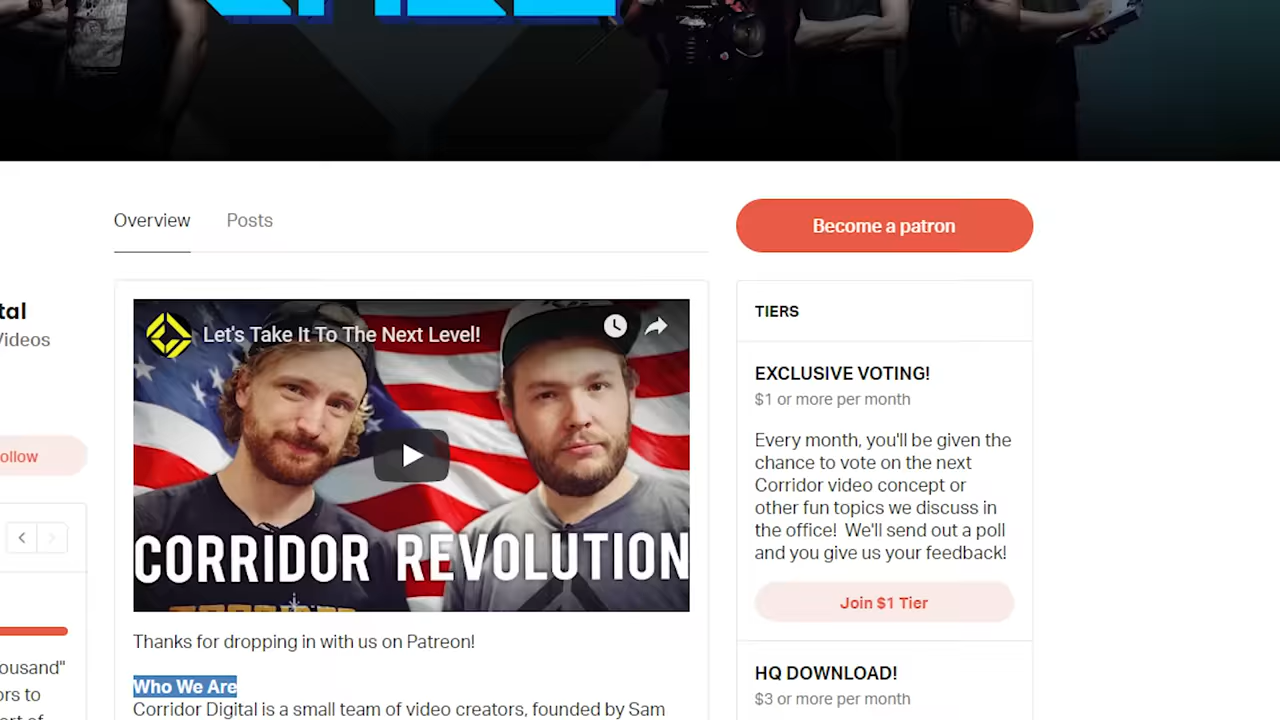 Overview
Posts
Become a patron
tal
Videos
ollow
ousand"
ors to
Let's Take It To The Next Level!
CORRIDOR REVOLUTION
Thanks for dropping in with us on Patreon!
Who We Are
Corridor Digital is a small team of video creators, founded by Sam
TIERS
EXCLUSIVE VOTING!
$1 or more per month
Every month, you'll be given the
chance to vote on the next
Corridor video concept or
other fun topics we discuss in
the office!  We'll send out a poll
and you give us your feedback!
Join $1 Tier
HQ DOWNLOAD!
$3 or more per month